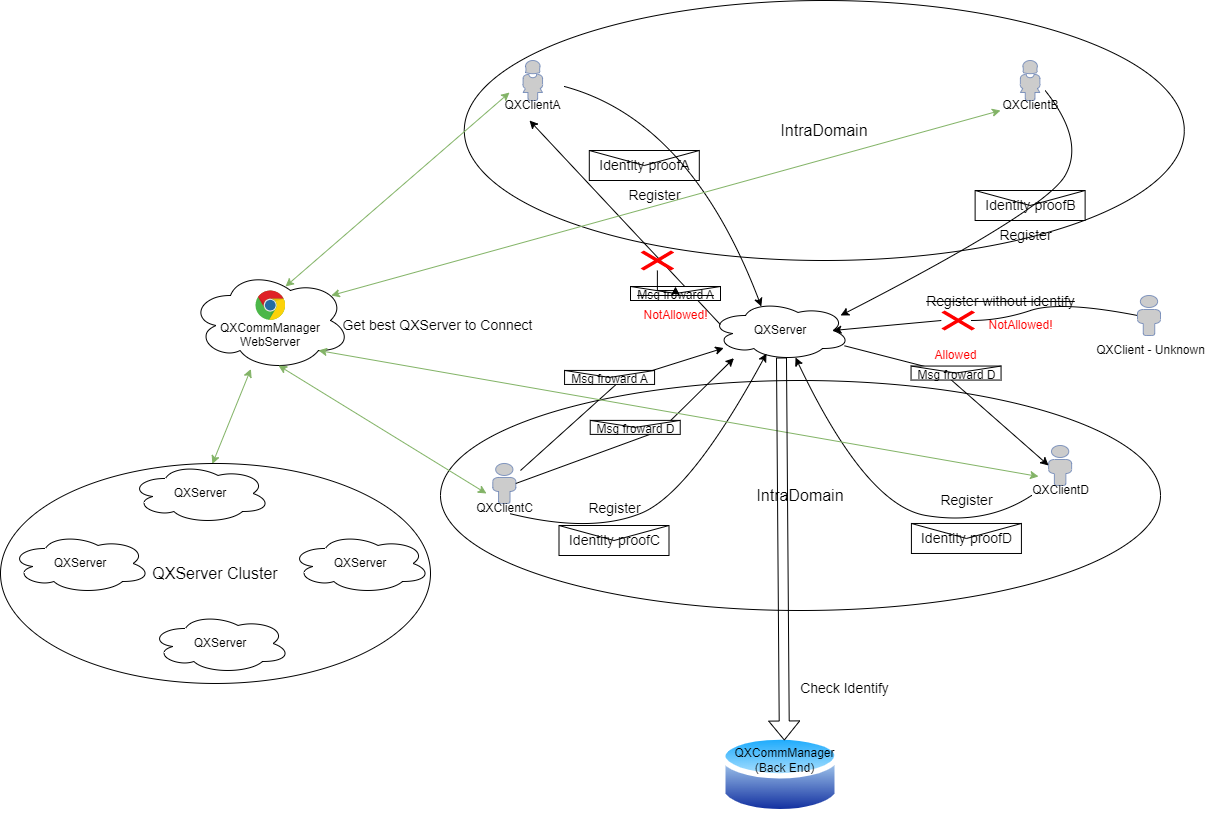 QXClientA
QXClientB
IntraDomain
Identity proofA
Register
Identity proofB
Register
Msg froward A
NotAllowed!
Register without identify
NotAllowed!
QXClient - Unknown
QXCommManager
WebServer
Get best QXServer to Connect
QXServer
Allowed
Msg froward D
Msg froward A
Msg froward D
QXClientC
Register
Identity proofC
IntraDomain
QXClientD
Register
Identity proofD
QXServer
QXServer
QXServer Cluster
QXServer
QXServer
Check Identify
QXCommManager
(Back End)